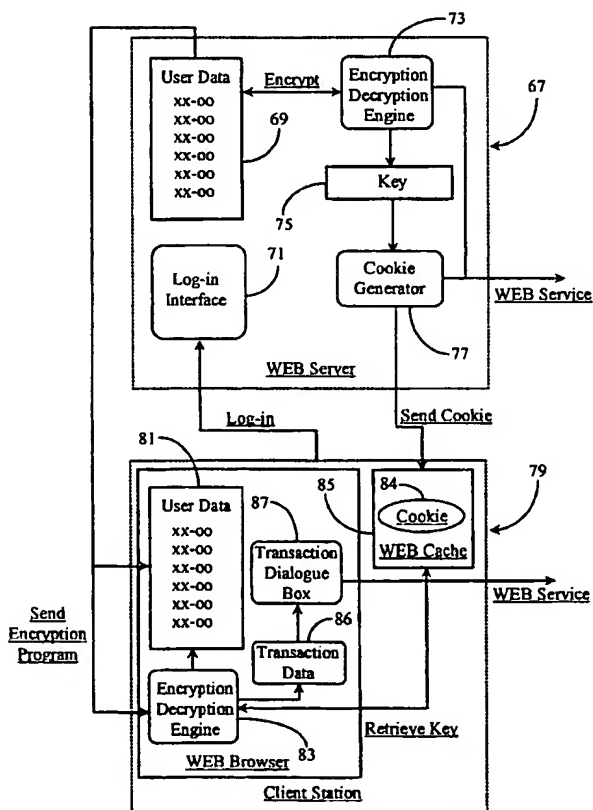 73
User Data
xx-oo
xx-oo
xx-oo
xx-oo
xx-oo
xx-oo
Encrypt
Encryption
Decryption
Engine
67
69
Key
75
71
Log-in
Interface
Cookie
Generator
WEB Service
77
WEB Server
Log-in
Send Cookie
81
User Data
xx-oo
xx-oo
xx-oo
xx-oo
xx-oo
xx-oo
87
85
84
Cookie
WEB Cache
79
Transaction
Dialogue
Box
WEB Service
86
Transaction
Data
Send
Encryption
Program
Encryption
Decryption
Engine
83
Retrieve Key
WEB Browser
Client Station